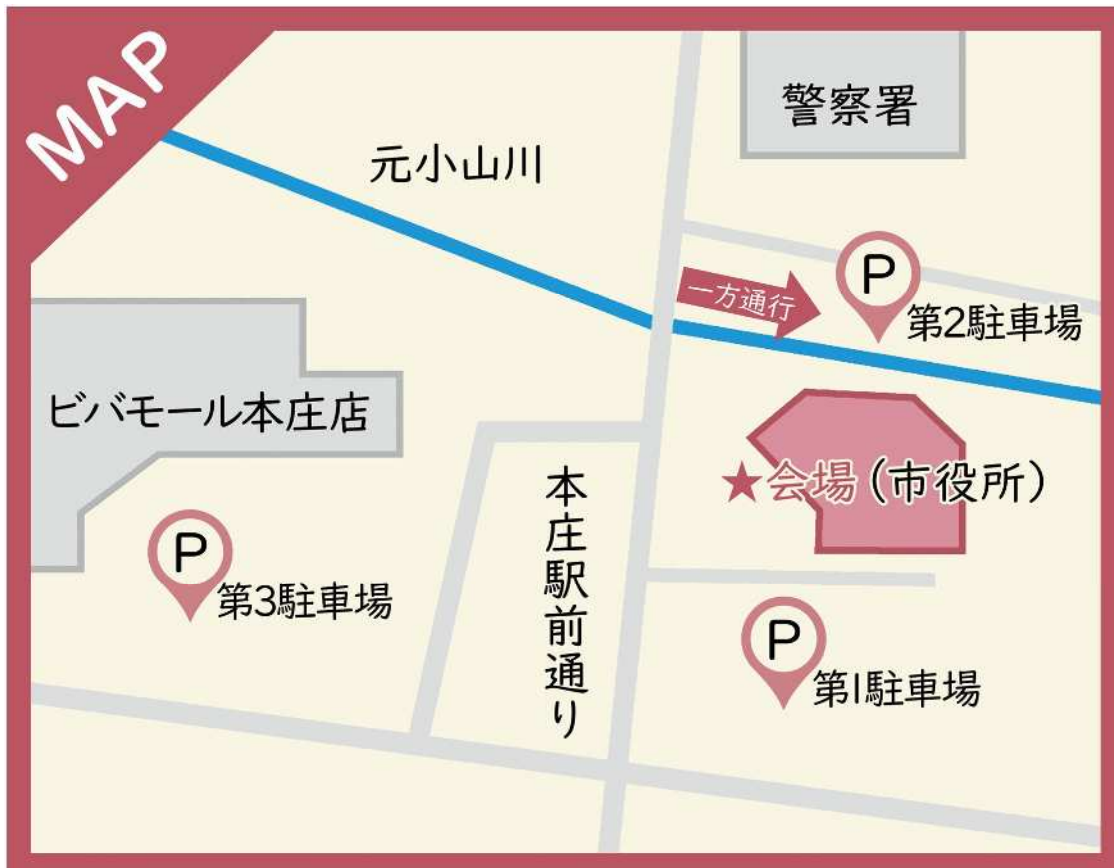 MAP
警察署
元小山川
P
一方通行
第2駐車場
ビバモール本庄店
★会場(市役所)
本庄駅前通り
P
第3駐車場
P
第1駐車場